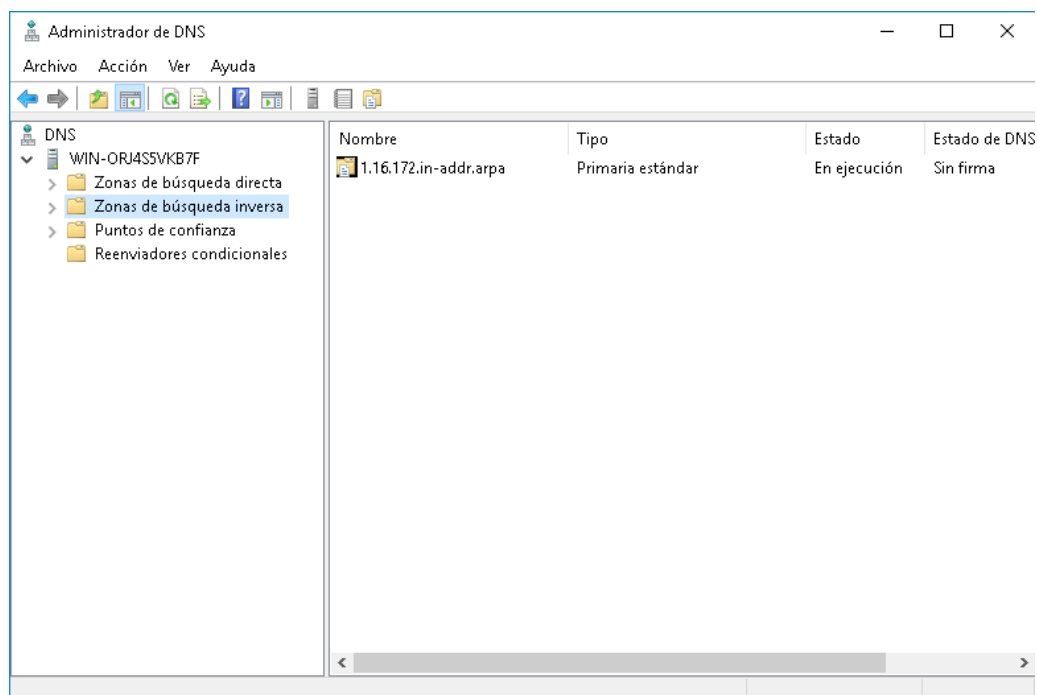 Administrador de DNS
Archivo Acción Ver Ayuda
DNS
WIN-ORJ4S5VKB7F
Zonas de búsqueda directa
Zonas de búsqueda inversa
Puntos de confianza
Reenviadores condicionales
Nombre Tipo Estado Estado de DNS
1.16.172.in-addr.arpa Primaria estándar En ejecución Sin firma